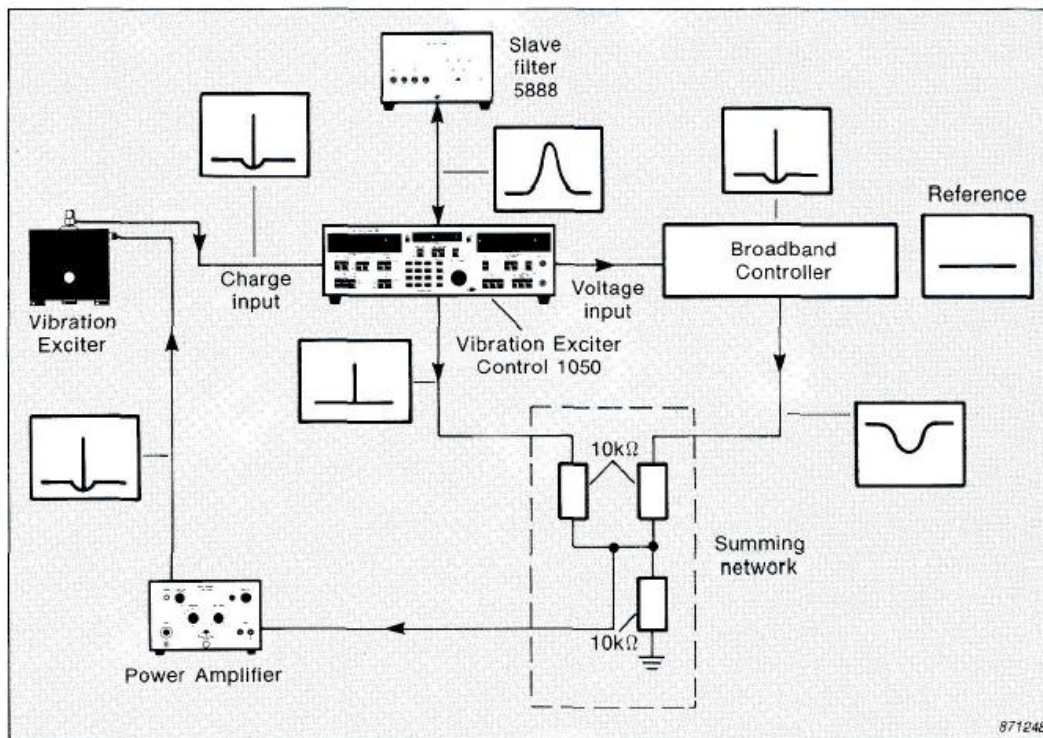 Slave
filter
5888
Reference
Broadband
Controller
Charge
input
Voltage
input
Vibration
Exciter
Vibration Exciter
Control 1050
10kΩ
Summing
network
10kΩ
Power Amplifier
871248